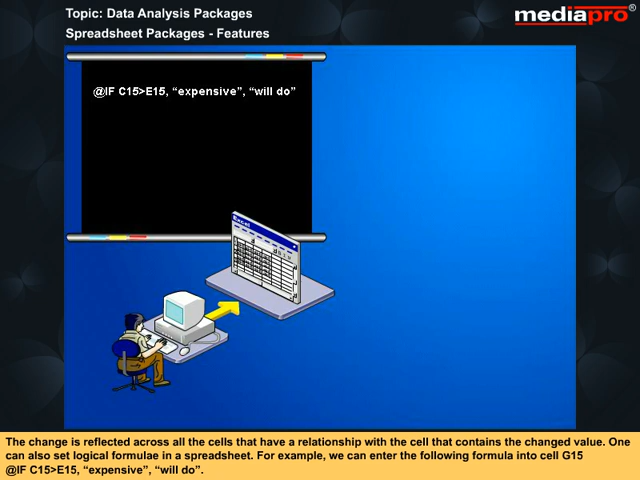 Topic: Data Analysis Packages
mediapro®
Spreadsheet Packages - Features
@IF C15>E15, “expensive”, “will do”
Excel
The change is reflected across all the cells that have a relationship with the cell that contains the changed value. One
can also set logical formulae in a spreadsheet. For example, we can enter the following formula into cell G15
@IF C15>E15, “expensive”, “will do”.